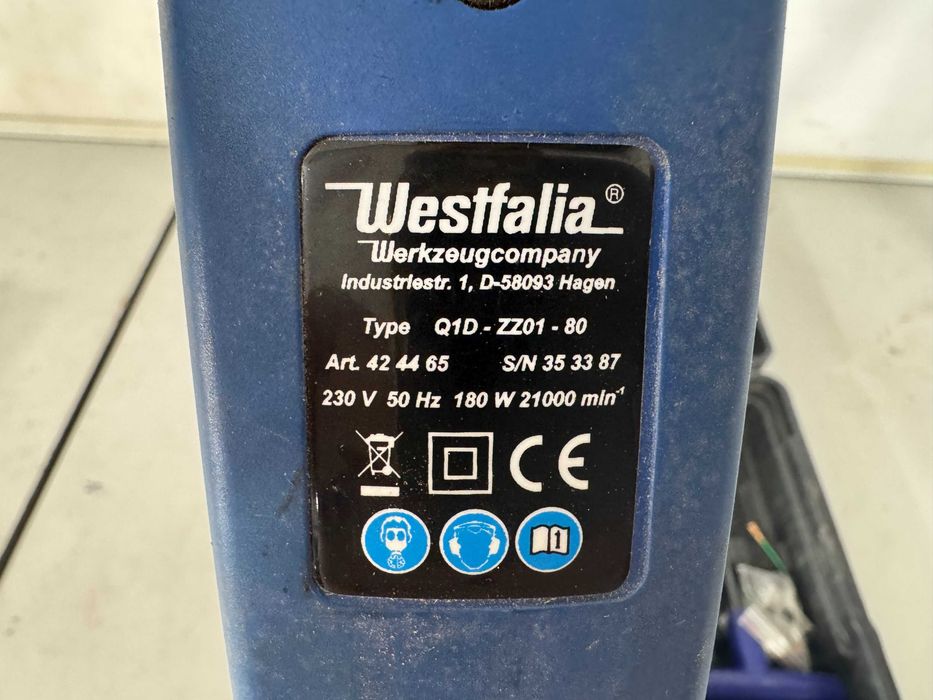 Westfalia®
Werkzeugcompany
Industriestr. 1, D-58093 Hagen
Type Q1D - ZZ01 - 80
Art. 42 44 65 S/N 35 33 87
230 V 50 Hz 180 W 21000 min⁻¹
CE
1